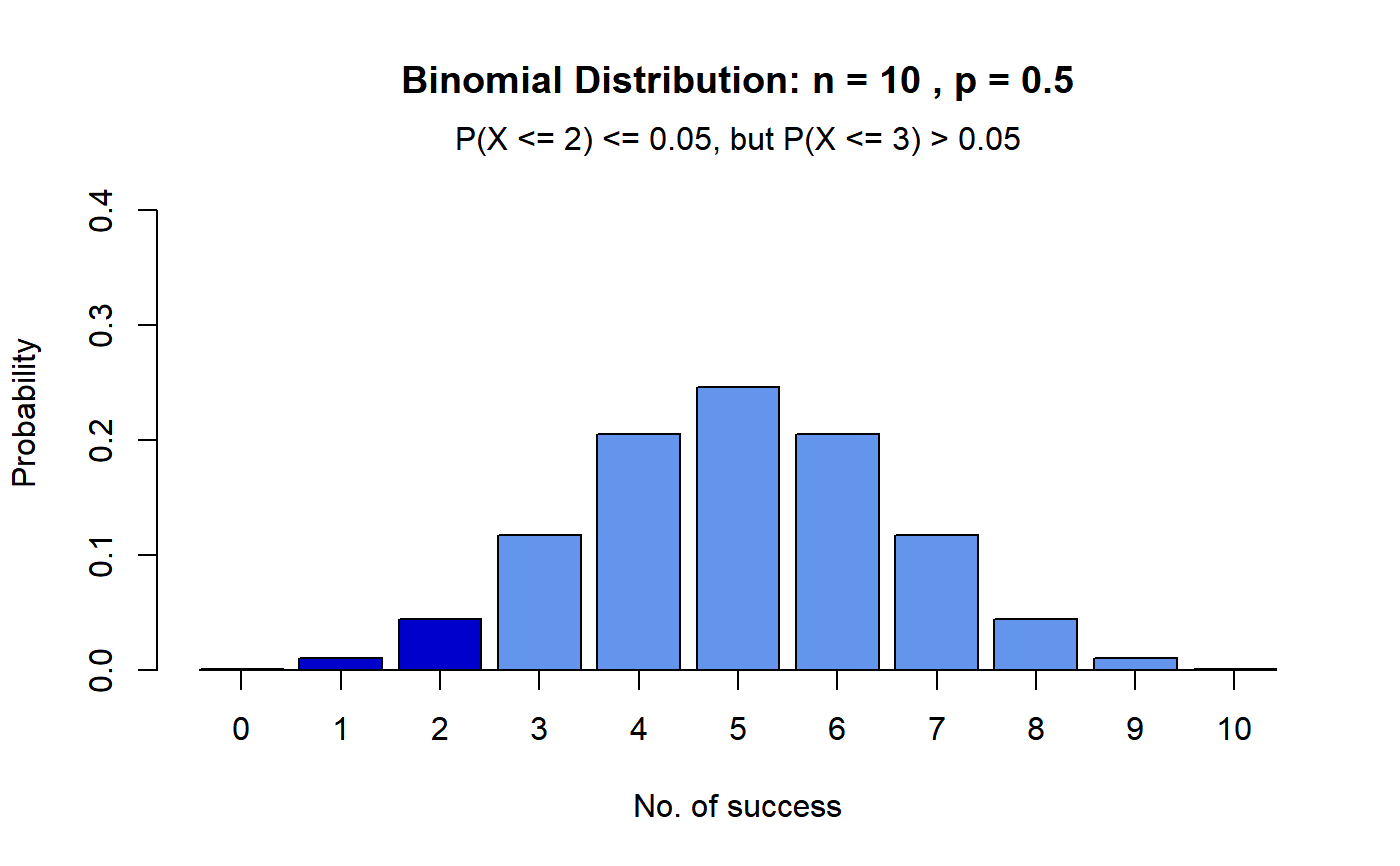 Binomial Distribution: n = 10 , p = 0.5
P(X <= 2) <= 0.05, but P(X <= 3) > 0.05
0.4
0.3
0.2
0.1
0.0
Probability
0 1 2 3 4 5 6 7 8 9 10
No. of success